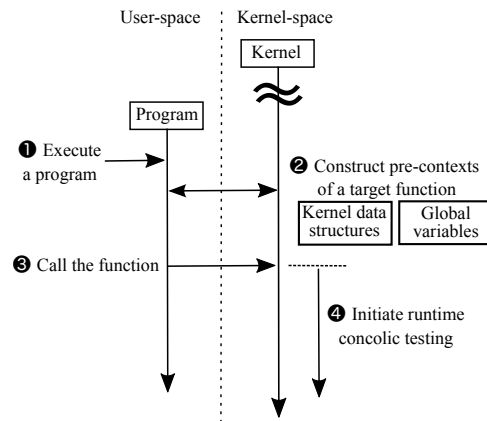 User-space
Kernel-space
Kernel
Program
❶ Execute
a program
❷ Construct pre-contexts
of a target function
Kernel data
structures
Global
variables
❸ Call the function
❹ Initiate runtime
concolic testing